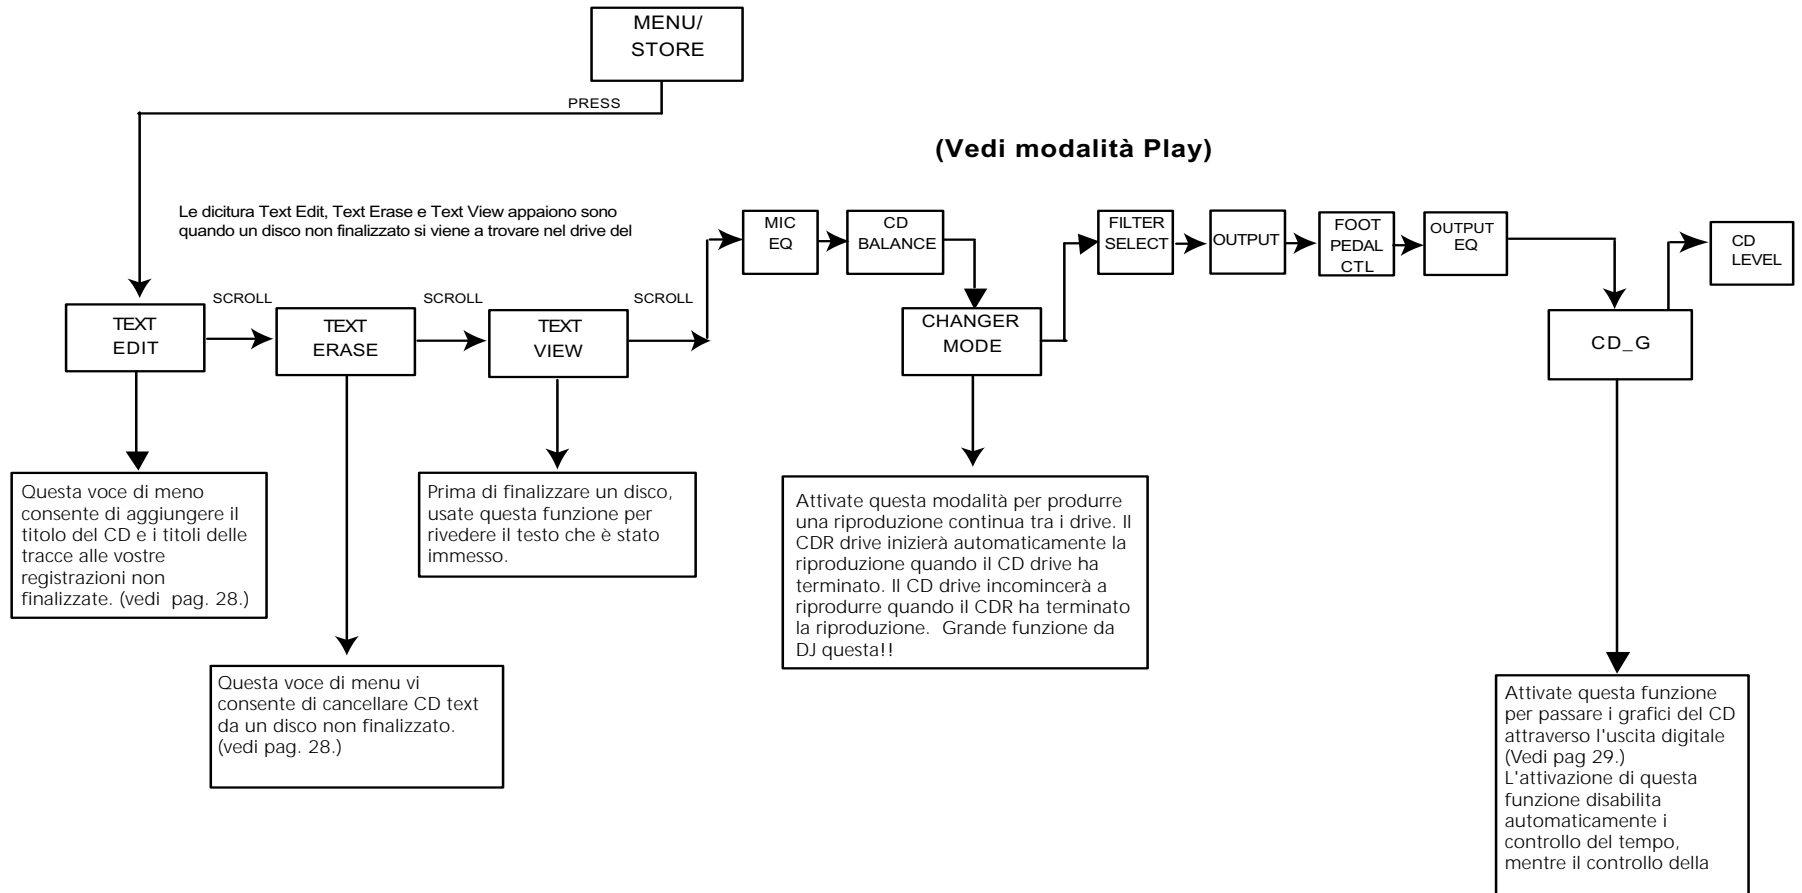 MENU/
STORE
PRESS
(Vedi modalità Play)
Le dicitura Text Edit, Text Erase e Text View appaiono sono
quando un disco non finalizzato si viene a trovare nel drive del
MIC
EQ
CD
BALANCE
FILTER
SELECT
OUTPUT
FOOT
PEDAL
CTL
OUTPUT
EQ
CD
LEVEL
SCROLL
SCROLL
SCROLL
TEXT
EDIT
TEXT
ERASE
TEXT
VIEW
CHANGER
MODE
CD_G
Questa voce di meno
consente di aggiungere il
titolo del CD e i titoli delle
tracce alle vostre
registrazioni non
finalizzate. (vedi  pag. 28.)
Prima di finalizzare un disco,
usate questa funzione per
rivedere il testo che è stato
immesso.
Attivate questa modalità per produrre
una riproduzione continua tra i drive. Il
CDR drive inizierà automaticamente la
riproduzione quando il CD drive ha
terminato. Il CD drive incomincerà a
riprodurre quando il CDR ha terminato
la riproduzione.  Grande funzione da
DJ questa!!
Questa voce di menu vi
consente di cancellare CD text
da un disco non finalizzato.
(vedi pag. 28.)
Attivate questa funzione
per passare i grafici del CD
attraverso l'uscita digitale
(Vedi pag 29.)
L'attivazione di questa
funzione disabilita
automaticamente i
controllo del tempo,
mentre il controllo della